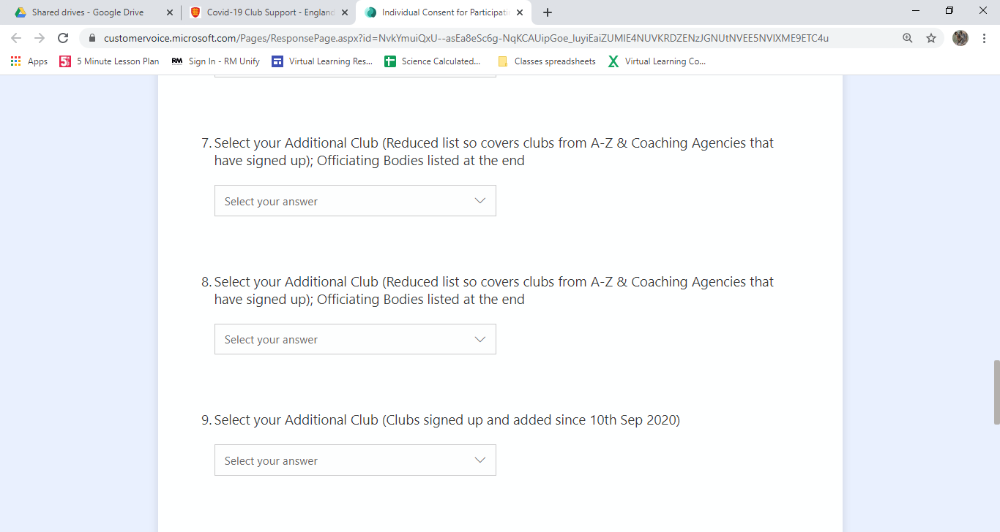 Shared drives - Google Drive
Covid-19 Club Support - England
Individual Consent for Participati
customervoice.microsoft.com/Pages/ResponsePage.aspx?id=NvkYmuiQxU--asEa8eSc6g-NqKCAUipGoe_IuyiEaiZUMIE4NUVKRDZENzJGNUtNVEE5NVlXME9ETC4u
Apps
5 5 Minute Lesson Plan
RM Sign In - RM Unify
Virtual Learning Res...
Science Calculated...
Classes spreadsheets
X Virtual Learning Co...
7. Select your Additional Club (Reduced list so covers clubs from A-Z & Coaching Agencies that
have signed up); Officiating Bodies listed at the end
Select your answer
8. Select your Additional Club (Reduced list so covers clubs from A-Z & Coaching Agencies that
have signed up); Officiating Bodies listed at the end
Select your answer
9. Select your Additional Club (Clubs signed up and added since 10th Sep 2020)
Select your answer